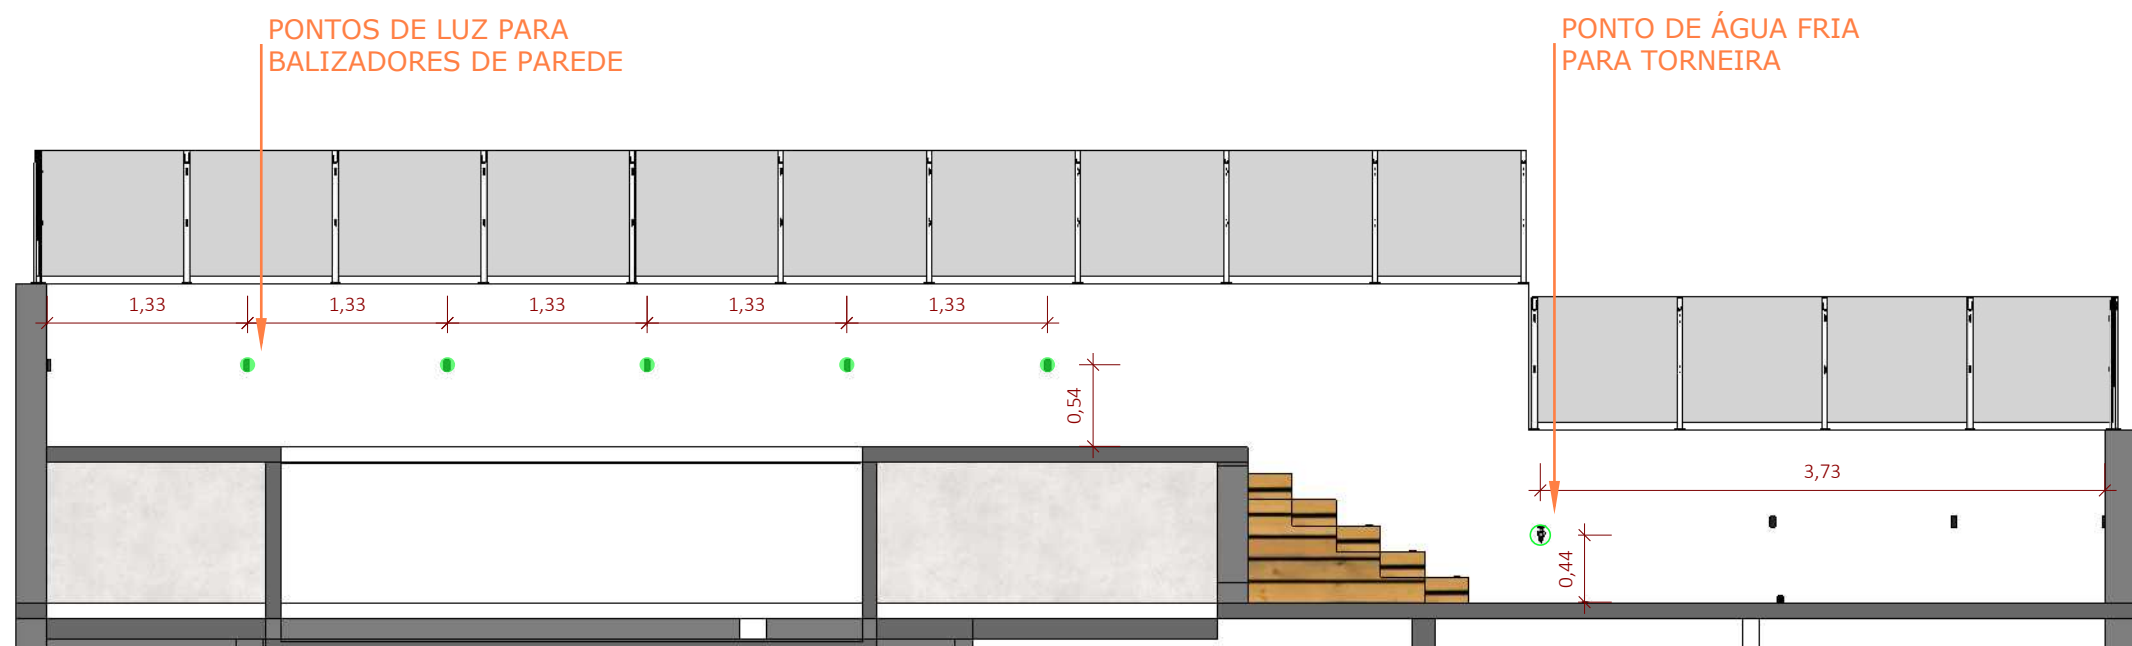 PONTOS DE LUZ PARA
BALIZADORES DE PAREDE
PONTO DE ÁGUA FRIA
PARA TORNEIRA
1,33
1,33
1,33
1,33
1,33
0,54
3,73
0,44